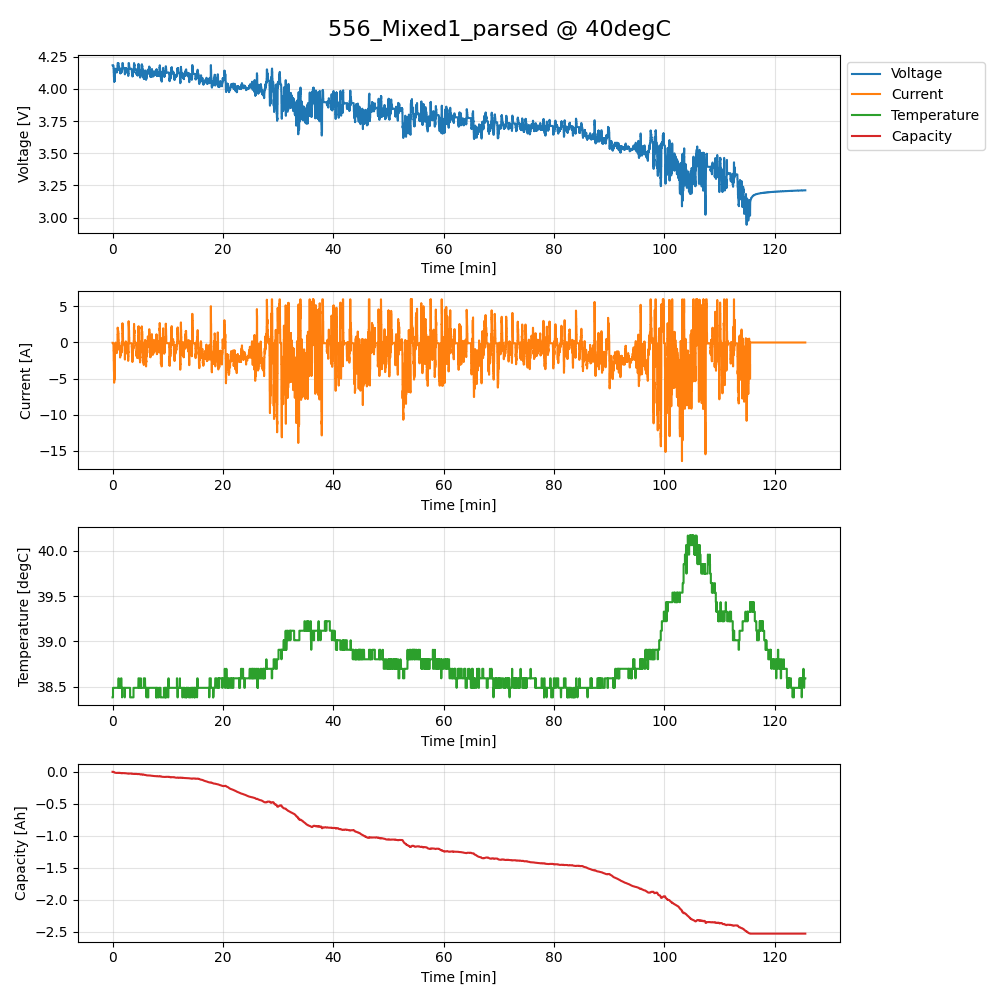 556_Mixed1_parsed @ 40degC
4.25
4.00
3.75
3.50
3.25
3.00
Voltage [V]
0 20 40 60 80 100 120
Time [min]
Voltage
Current
Temperature
Capacity
5
0
−5
−10
−15
Current [A]
0 20 40 60 80 100 120
Time [min]
40.0
39.5
39.0
38.5
Temperature [degC]
0 20 40 60 80 100 120
Time [min]
0.0
−0.5
−1.0
−1.5
−2.0
−2.5
Capacity [Ah]
0 20 40 60 80 100 120
Time [min]